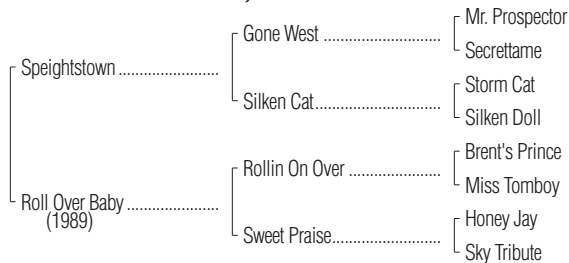 Mr. Prospector
Gone West ..............................
Secrettame
Speightstown .........................
Storm Cat
Silken Cat................................
Silken Doll
Brent's Prince
Rollin On Over .......................
Miss Tomboy
Roll Over Baby .......................
(1989)
Honey Jay
Sweet Praise...........................
Sky Tribute